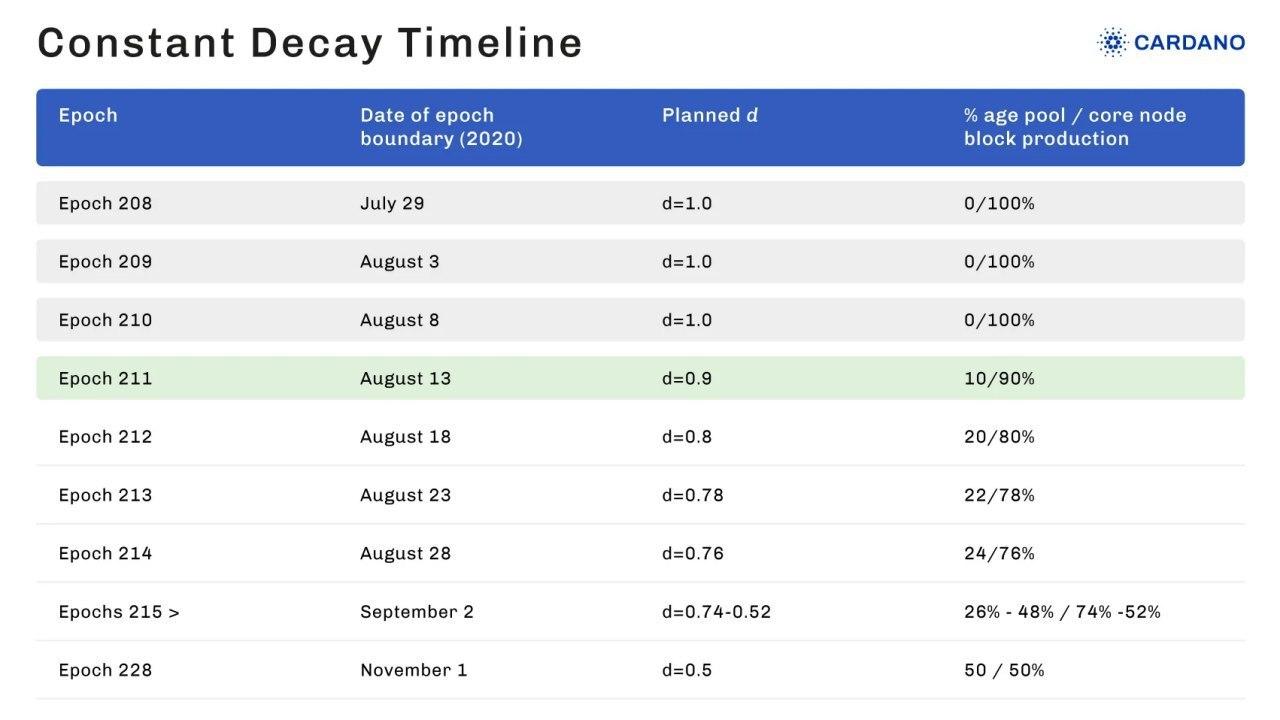 Constant Decay Timeline
CARDANO
Epoch Date of epoch boundary (2020) Planned d % age pool / core node block production
Epoch 208 July 29 d=1.0 0/100%
Epoch 209 August 3 d=1.0 0/100%
Epoch 210 August 8 d=1.0 0/100%
Epoch 211 August 13 d=0.9 10/90%
Epoch 212 August 18 d=0.8 20/80%
Epoch 213 August 23 d=0.78 22/78%
Epoch 214 August 28 d=0.76 24/76%
Epochs 215 > September 2 d=0.74-0.52 26% - 48% / 74% -52%
Epoch 228 November 1 d=0.5 50 / 50%